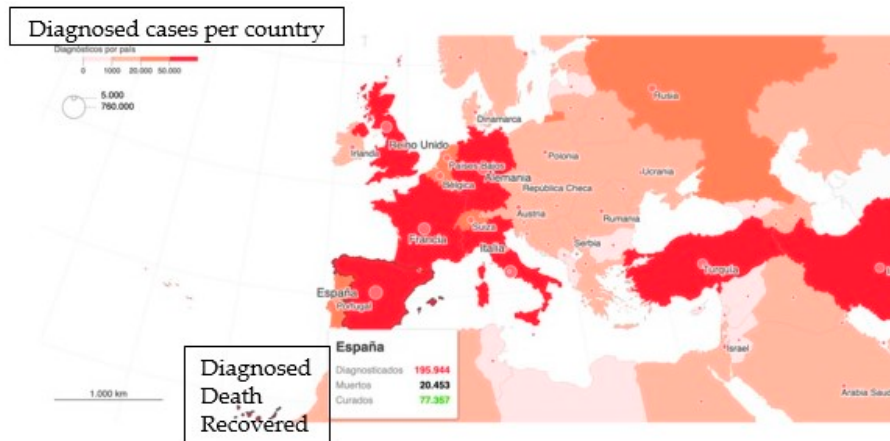 Diagnosed cases per country
Diagnósticos por país
0 1000 20.000 50.000
5.000
760.000
Rusia
Dinamarca
Irlanda
Reino Unido
Países Bajos
Polonia
Alemania
Bélgica
Ucrania
República Checa
Austria
Rumania
Francia
Suiza
Serbia
Italia
Turquía
España
Portugal
España
Diagnosticados 195.944
Muertos 20.453
Curados 77.357
Diagnosed
Death
Recovered
Israel
Arabia Saud
1.000 km